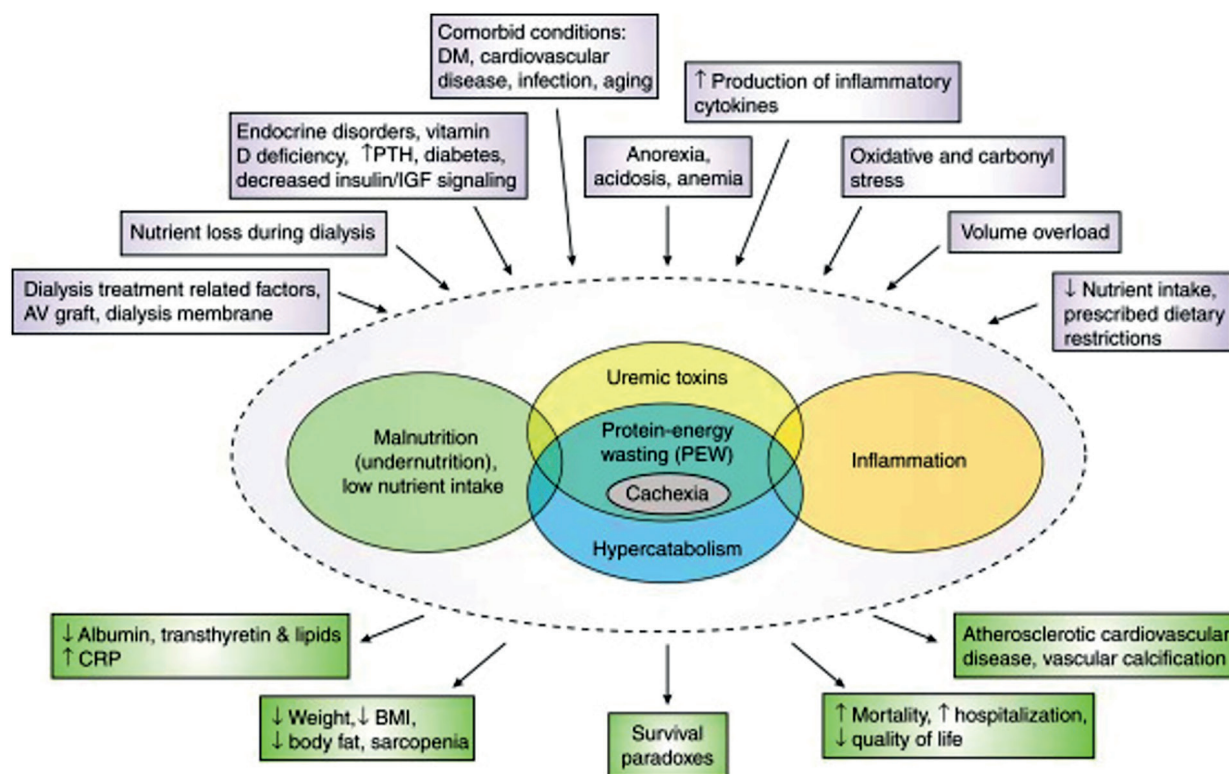 Comorbid conditions:
DM, cardiovascular
disease, infection, aging
↑ Production of inflammatory
cytokines
Endocrine disorders, vitamin
D deficiency, ↑PTH, diabetes,
decreased insulin/IGF signaling
Anorexia,
acidosis, anemia
Oxidative and carbonyl
stress
Nutrient loss during dialysis
Volume overload
Dialysis treatment related factors,
AV graft, dialysis membrane
↓ Nutrient intake,
prescribed dietary
restrictions
Uremic toxins
Malnutrition
(undernutrition),
low nutrient intake
Protein-energy
wasting (PEW)
Inflammation
Cachexia
Hypercatabolism
↓ Albumin, transthyretin & lipids
↑ CRP
Atherosclerotic cardiovascular
disease, vascular calcification
↓ Weight, ↓ BMI,
↓ body fat, sarcopenia
Survival
paradoxes
↑ Mortality, ↑ hospitalization,
↓ quality of life